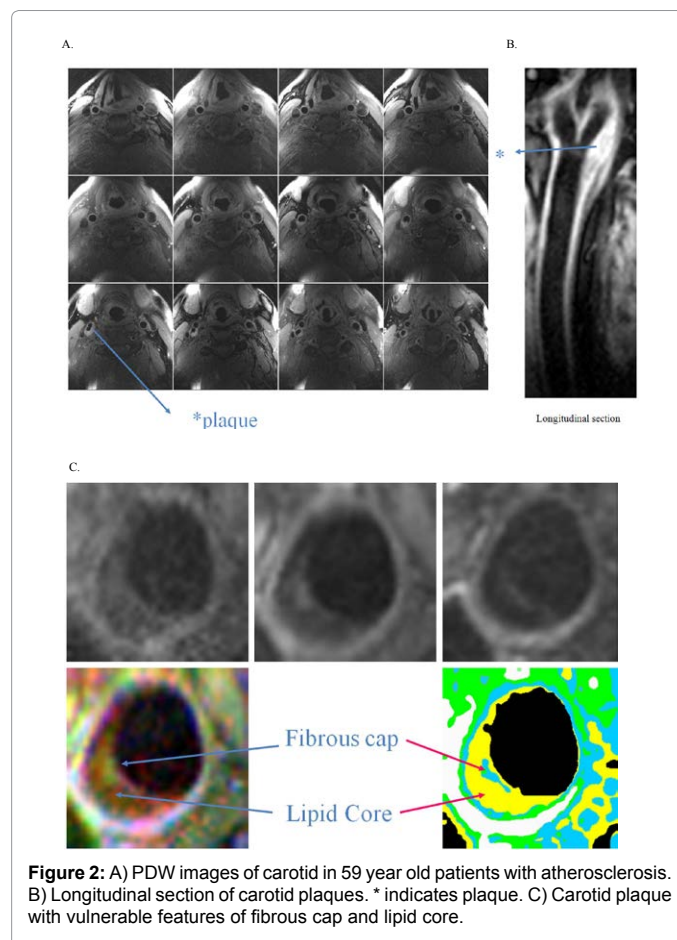 A.
B.
*
*plaque
Longitudinal section
C.
Fibrous cap
Lipid Core
Figure 2: A) PDW images of carotid in 59 year old patients with atherosclerosis.
B) Longitudinal section of carotid plaques. * indicates plaque. C) Carotid plaque
with vulnerable features of fibrous cap and lipid core.